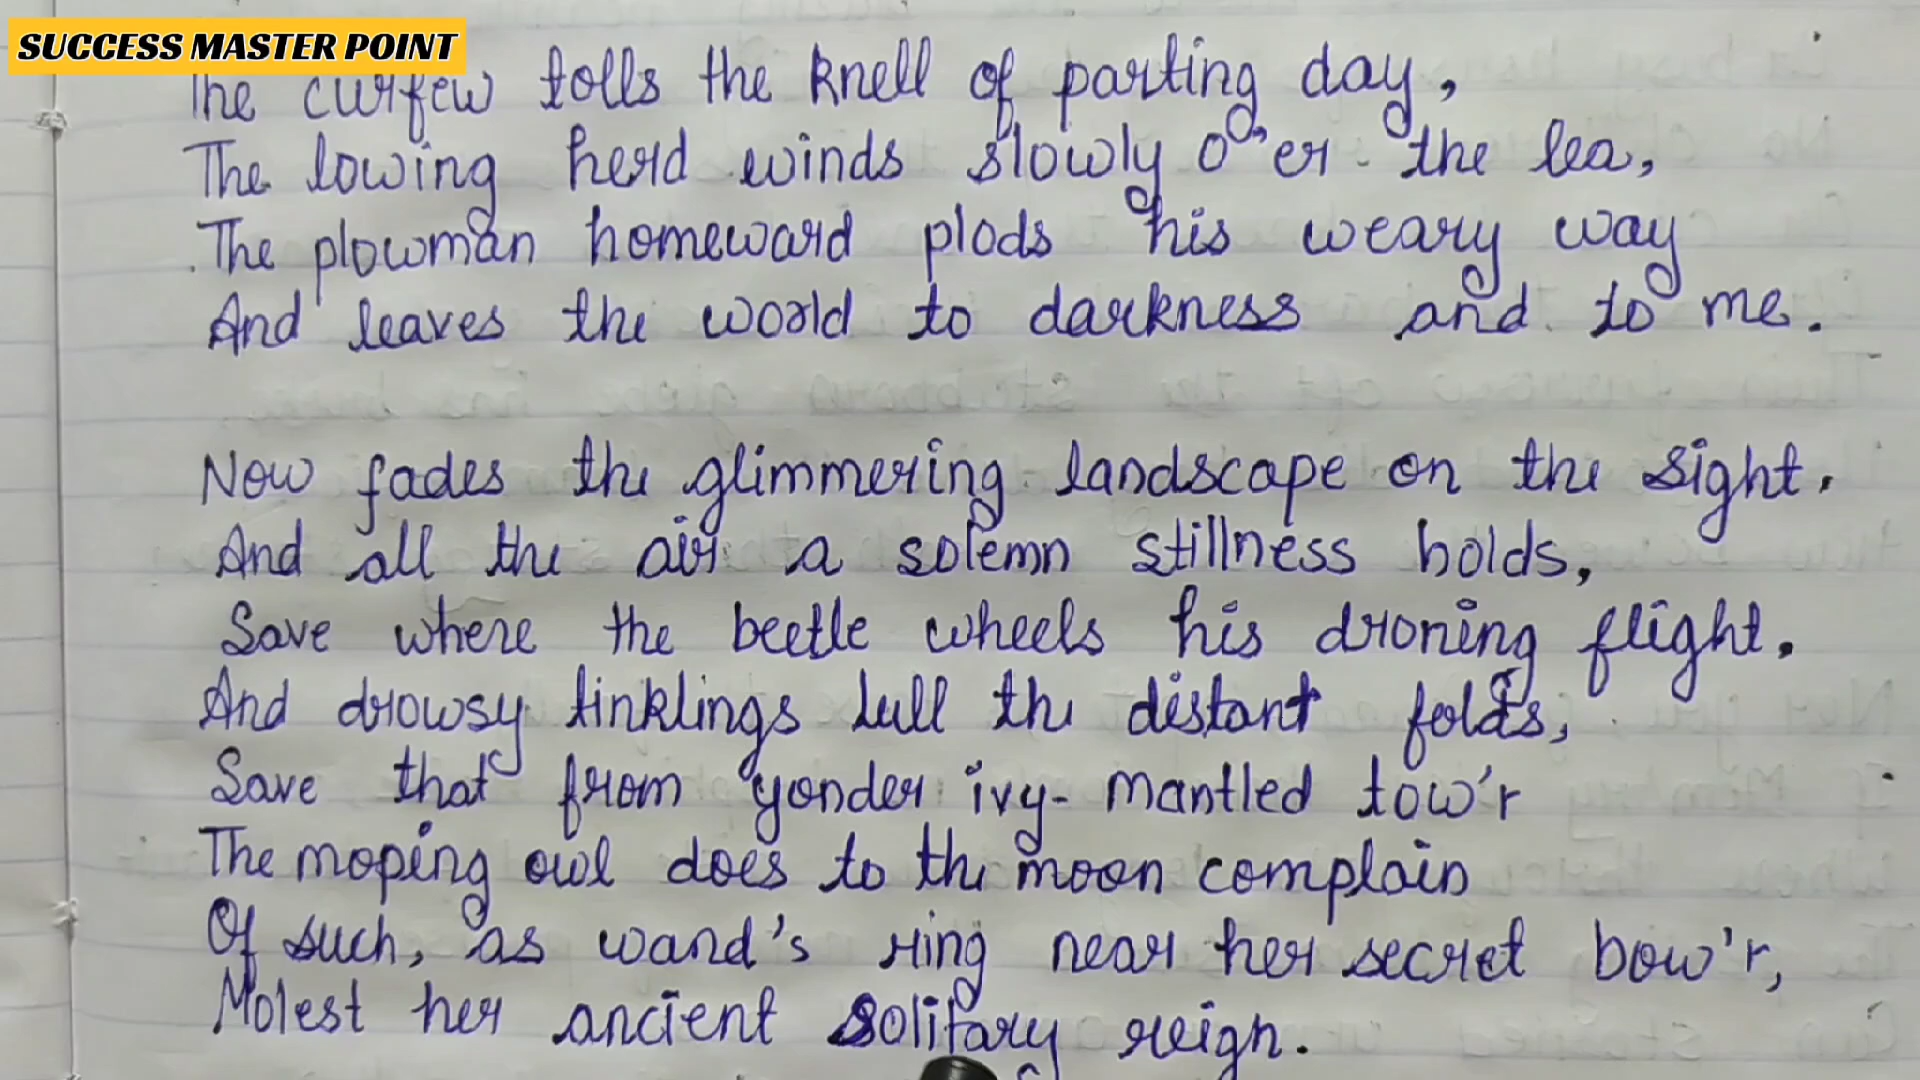 SUCCESS MASTER POINT
The curfew tolls the knell of parting day,
The lowing herd winds slowly o'er the lea,
The plowman homeward plods his weary way
And leaves the world to darkness and to me.
Now fades the glimmering landscape on the sight.
And all the air a solemn stillness holds,
Save where the beetle wheels his droning flight.
And drowsy tinklings lull the distant folds,
Save that from yonder ivy-mantled tow'r
The moping owl does to the moon complain
Of such, as wand's ring near her secret bow'r,
Molest her ancient solitary reign.